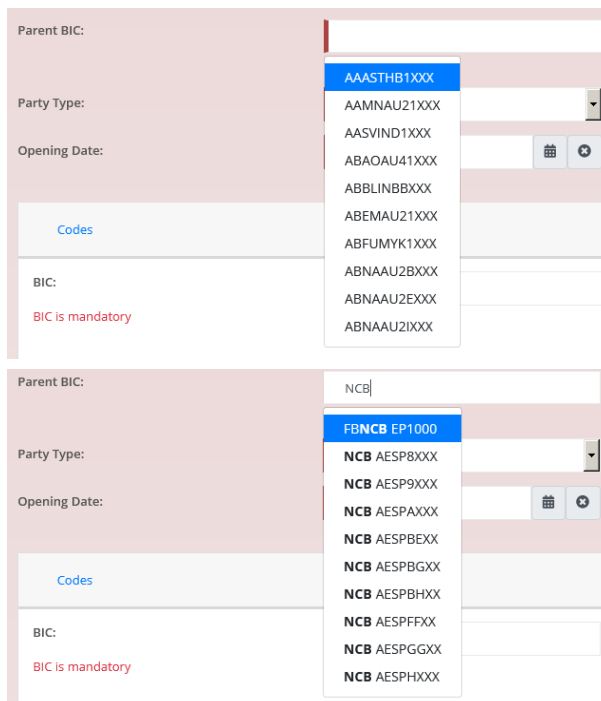 Parent BIC:
AAASTHB1XXX
AAMNAU21XXX
Party Type:
AASVIND1XXX
Opening Date:
ABAOAU41XXX
ABBLINBBXXX
ABEMAU21XXX
Codes
ABFUMYK1XXX
ABNAAU2BXXX
BIC:
ABNAAU2EXXX
BIC is mandatory
ABNAAU2IXXX
Parent BIC:
NCB
FBNCB EP1000
Party Type:
NCB AESP8XXX
NCB AESP9XXX
Opening Date:
NCB AESPAXXX
NCB AESPBEXX
NCB AESPBGXX
Codes
NCB AESPBHXX
NCB AESPFFXX
BIC:
NCB AESPGGXX
BIC is mandatory
NCB AESPHXXX